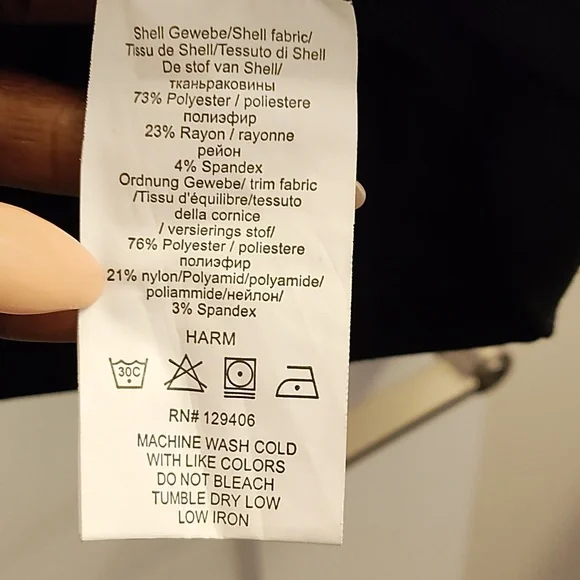 Shell Gewebe/Shell fabric/
Tissu de Shell/Tessuto di Shell
De stof van Shell/
тканьраковины
73% Polyester / poliestere
полиэфир
23% Rayon / rayonne
рейон
4% Spandex
Ordnung Gewebe/ trim fabric
/Tissu d'équilibre/tessuto
della cornice
/ versierings stof/
76% Polyester / poliestere
полиэфир
21% nylon/Polyamid/polyamide/
poliammide/нейлон/
3% Spandex
HARM
30C
RN# 129406
MACHINE WASH COLD
WITH LIKE COLORS
DO NOT BLEACH
TUMBLE DRY LOW
LOW IRON